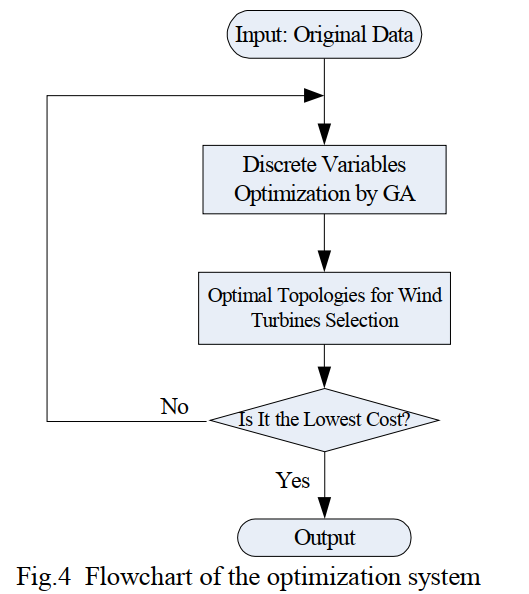 Input: Original Data
Discrete Variables
Optimization by GA
Optimal Topologies for Wind
Turbines Selection
Is It the Lowest Cost?
No
Yes
Output
Fig.4 Flowchart of the optimization system